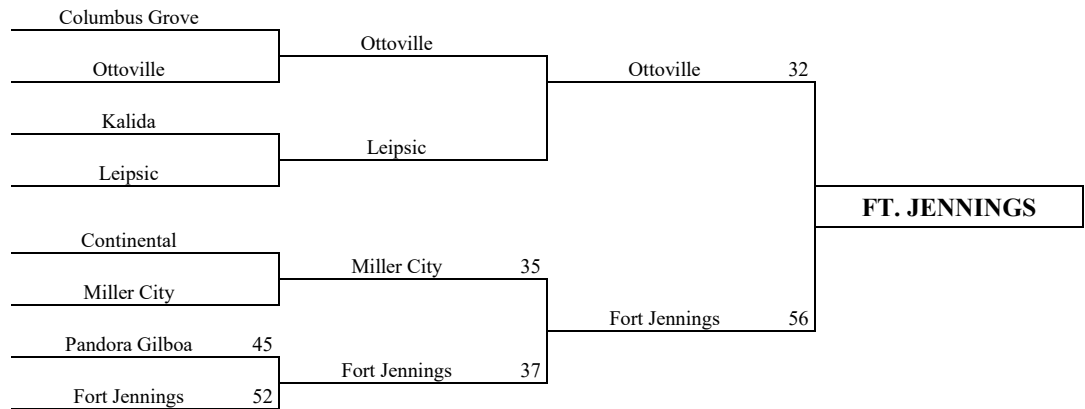 Columbus Grove
Ottoville
Ottoville
Ottoville 32
Kalida
Leipsic
Leipsic
FT. JENNINGS
Continental
Miller City 35
Miller City
Fort Jennings 56
Pandora Gilboa 45
Fort Jennings 37
Fort Jennings 52